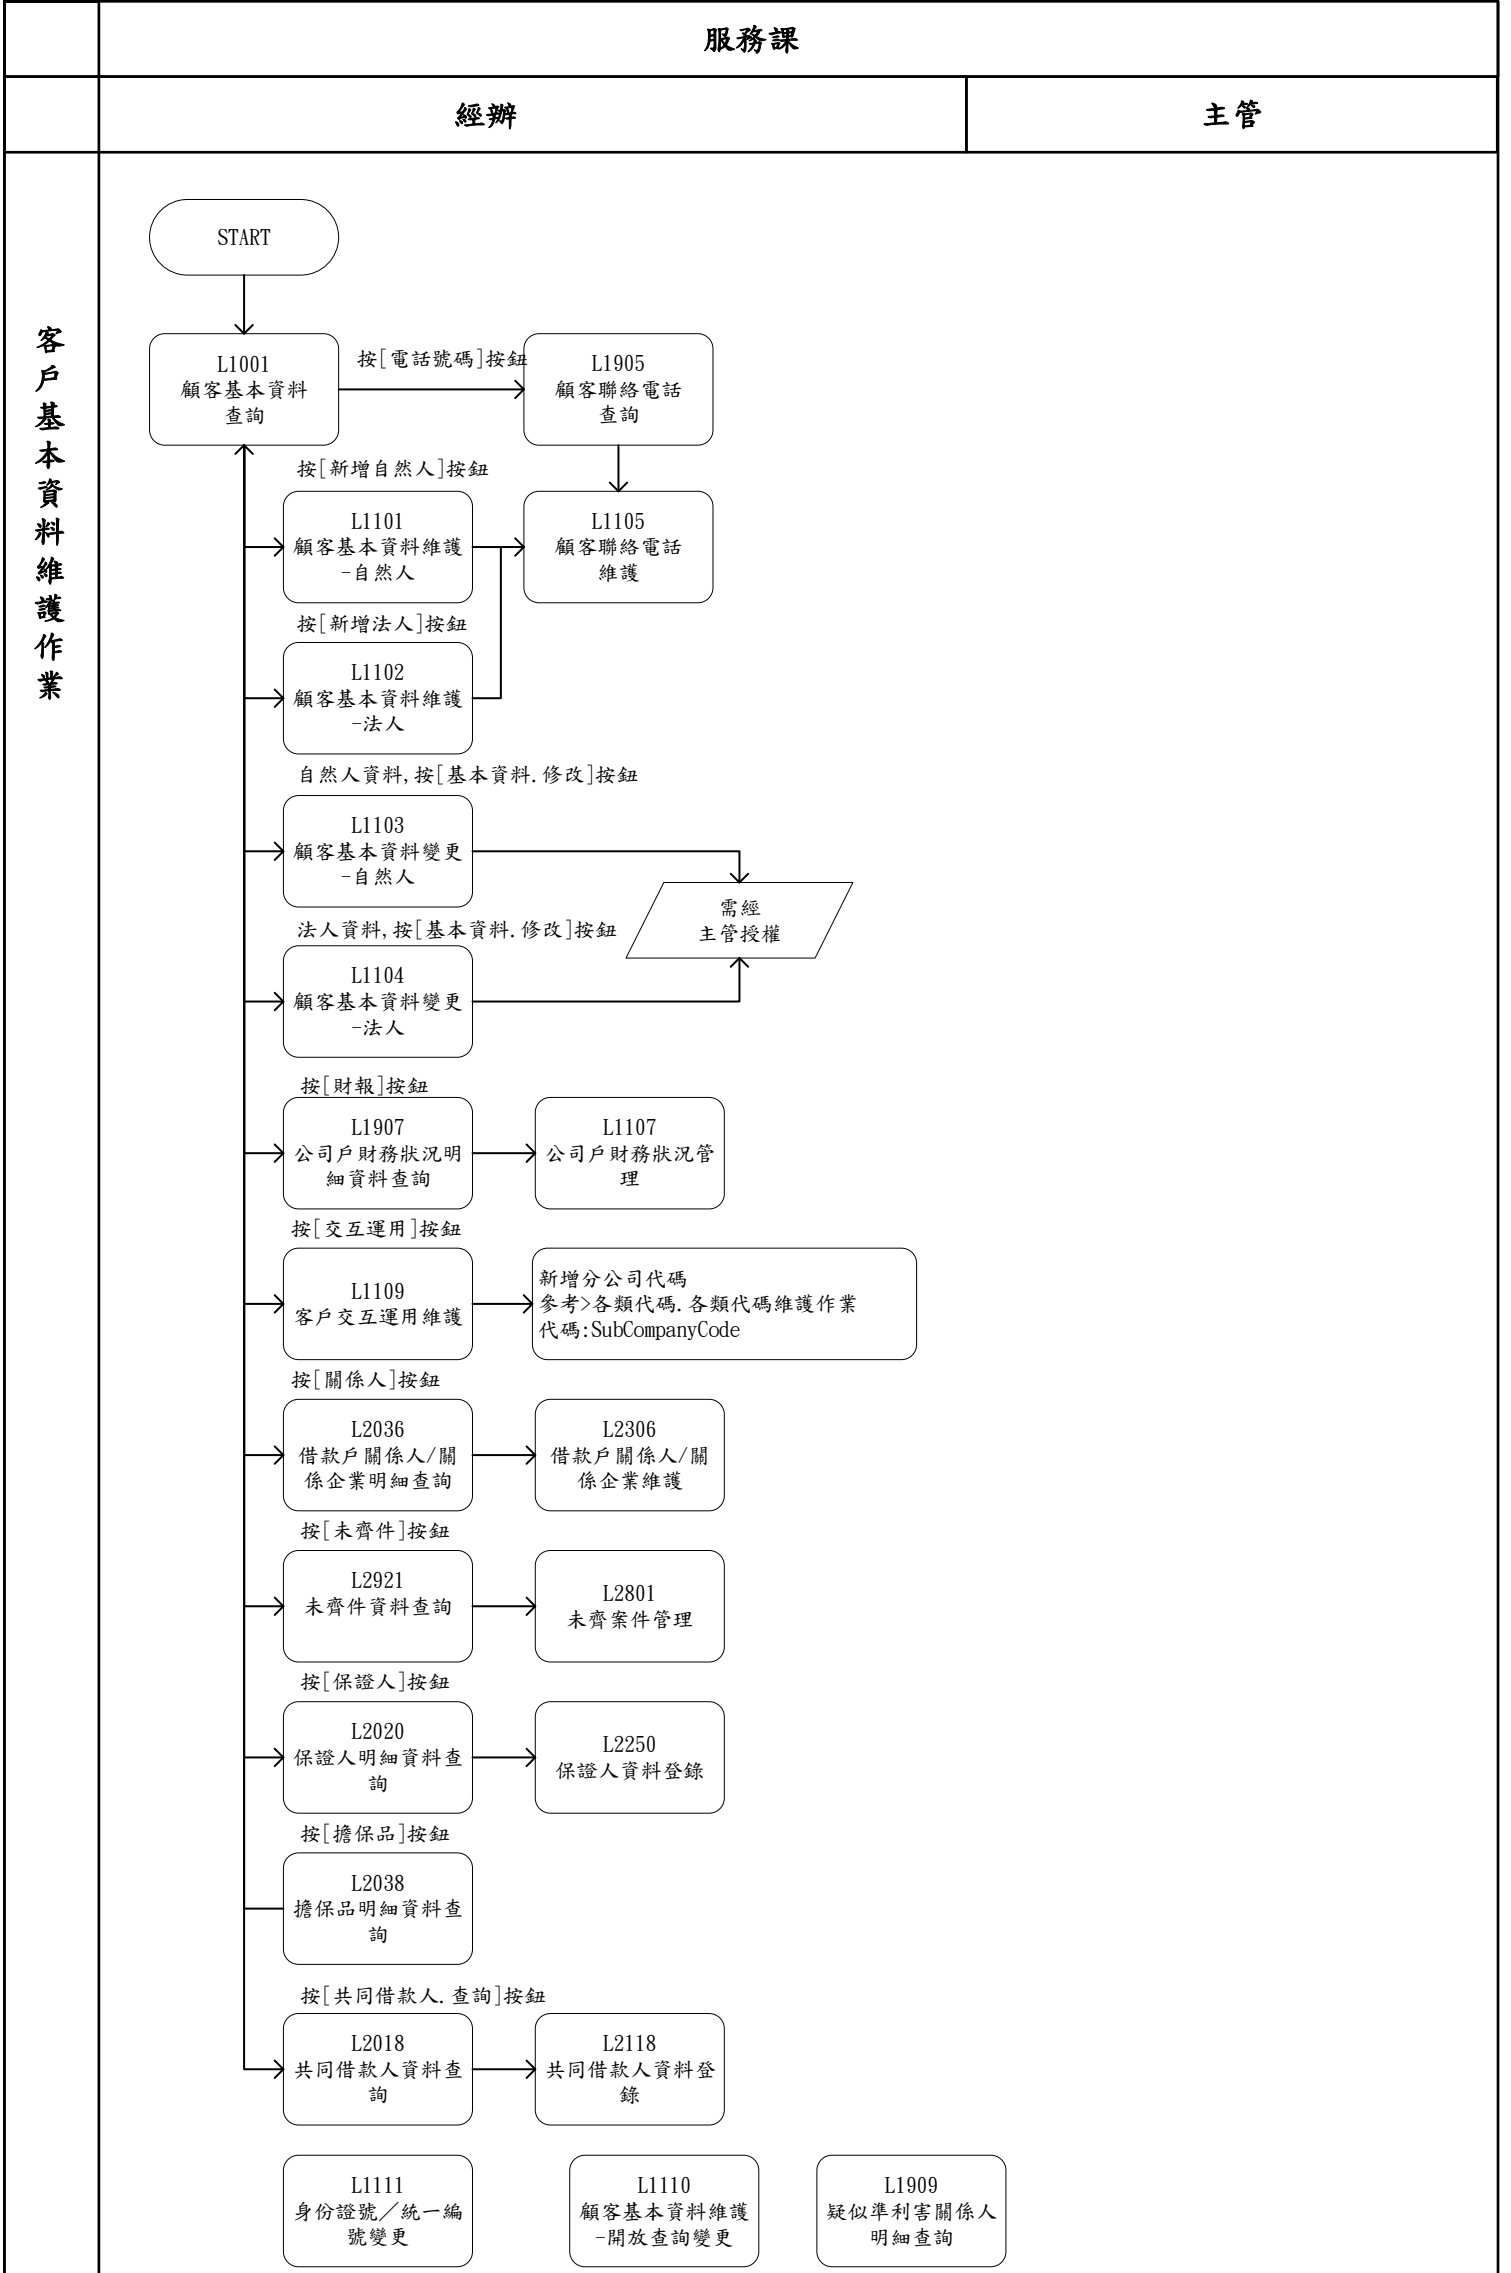 服務課
經辦
主管
客戶基本資料維護作業
START
L1001
顧客基本資料
查詢
按[電話號碼]按鈕
L1905
顧客聯絡電話
查詢
按[新增自然人]按鈕
L1101
顧客基本資料維護
-自然人
L1105
顧客聯絡電話
維護
按[新增法人]按鈕
L1102
顧客基本資料維護
-法人
自然人資料,按[基本資料.修改]按鈕
L1103
顧客基本資料變更
-自然人
需經
主管授權
法人資料,按[基本資料.修改]按鈕
L1104
顧客基本資料變更
-法人
按[財報]按鈕
L1907
公司戶財務狀況明
細資料查詢
L1107
公司戶財務狀況管
理
按[交互運用]按鈕
L1109
客戶交互運用維護
新增分公司代碼
參考>各類代碼.各類代碼維護作業
代碼:SubCompanyCode
按[關係人]按鈕
L2036
借款戶關係人/關
係企業明細查詢
L2306
借款戶關係人/關
係企業維護
按[未齊件]按鈕
L2921
未齊件資料查詢
L2801
未齊案件管理
按[保證人]按鈕
L2020
保證人明細資料查
詢
L2250
保證人資料登錄
按[擔保品]按鈕
L2038
擔保品明細資料查
詢
按[共同借款人.查詢]按鈕
L2018
共同借款人資料查
詢
L2118
共同借款人資料登
錄
L1111
身份證號／統一編
號變更
L1110
顧客基本資料維護
-開放查詢變更
L1909
疑似準利害關係人
明細查詢